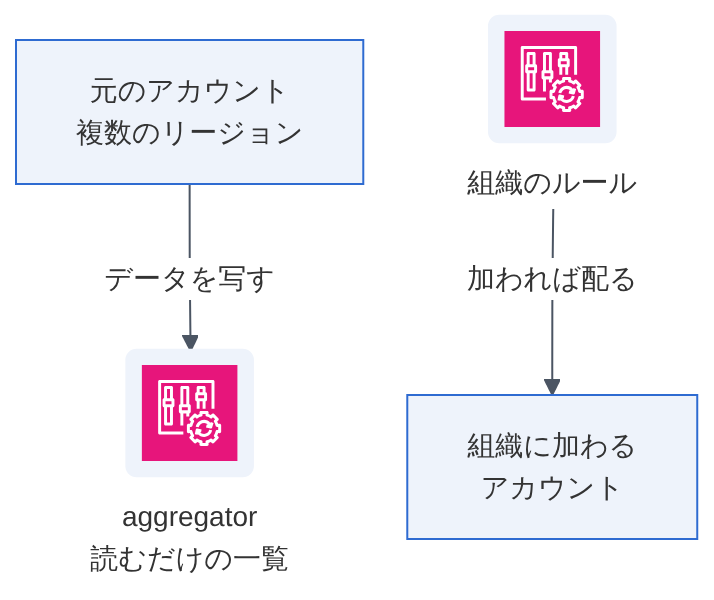 元のアカウント
複数のリージョン
データを写す
aggregator
読むだけの一覧
組織のルール
加われば配る
組織に加わる
アカウント